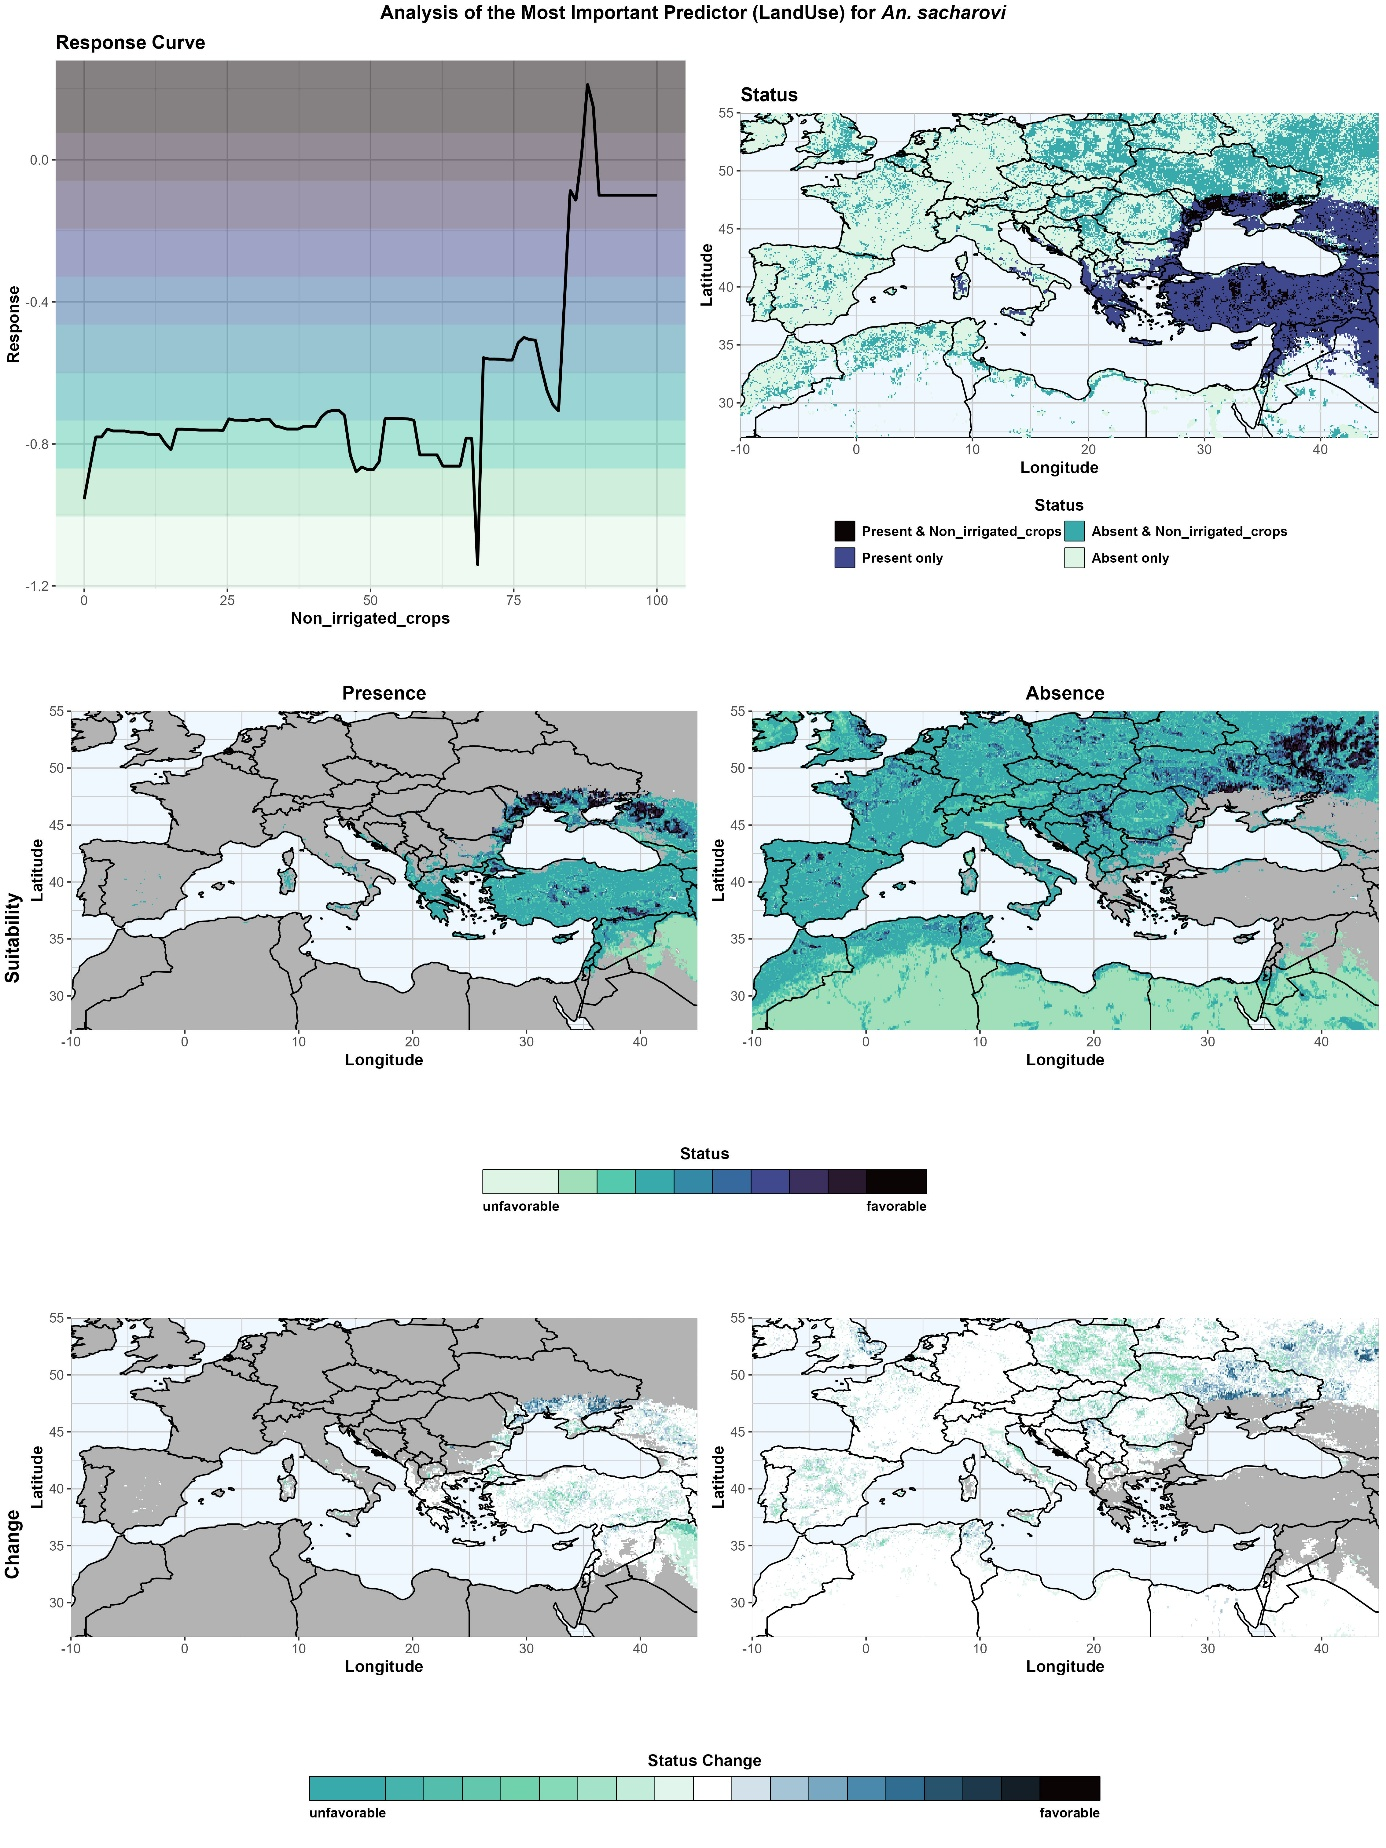 Analysis of the Most Important Predictor (LandUse) for An. sacharovi
Response Curve
Response
0.0
-0.4
-0.8
-1.2
0 25 50 75 100
Non_irrigated_crops
Status
Latitude
55
50
45
40
35
30
-10 0 10 20 30 40
Longitude
Status
Present & Non_irrigated_crops Absent & Non_irrigated_crops
Present only Absent only
Suitability
Presence
Latitude
55
50
45
40
35
30
-10 0 10 20 30 40
Longitude
Absence
Latitude
55
50
45
40
35
30
-10 0 10 20 30 40
Longitude
Status
unfavorable favorable
Change
Latitude
55
50
45
40
35
30
-10 0 10 20 30 40
Longitude
Latitude
55
50
45
40
35
30
-10 0 10 20 30 40
Longitude
Status Change
unfavorable favorable